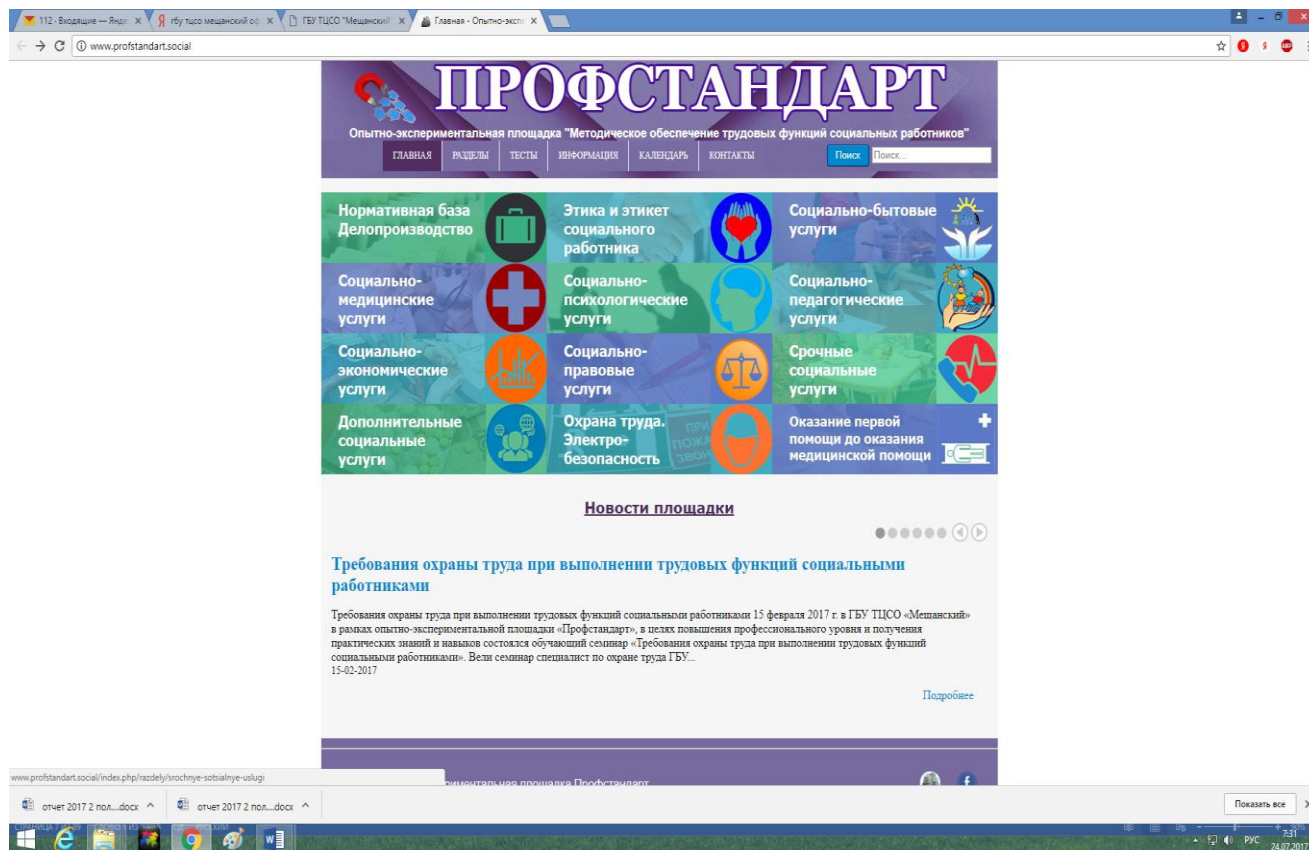 112 · Входящие — Янде
гбу тцсо мещанский оф
ГБУ ТЦСО "Мещанский
Главная - Опытно-экспе
www.profstandart.social
ПРОФСТАНДАРТ
Опытно-экспериментальная площадка "Методическое обеспечение трудовых функций социальных работников"
ГЛАВНАЯ РАЗДЕЛЫ ТЕСТЫ ИНФОРМАЦИЯ КАЛЕНДАРЬ КОНТАКТЫ Поиск Поиск...
Нормативная база
Делопроизводство
Этика и этикет
социального
работника
Социально-бытовые
услуги
Социально-
медицинские
услуги
Социально-
психологические
услуги
Социально-
педагогические
услуги
Социально-
экономические
услуги
Социально-
правовые
услуги
Срочные
социальные
услуги
Дополнительные
социальные
услуги
Охрана труда.
Электро-
безопасность
Оказание первой
помощи до оказания
медицинской помощи
Новости площадки
Требования охраны труда при выполнении трудовых функций социальными
работниками
Требования охраны труда при выполнении трудовых функций социальными работниками 15 февраля 2017 г. в ГБУ ТЦСО «Мещанский»
в рамках опытно-экспериментальной площадки «Профстандарт», в целях повышения профессионального уровня и получения
практических знаний и навыков состоялся обучающий семинар «Требования охраны труда при выполнении трудовых функций
социальными работниками». Вели семинар специалист по охране труда ГБУ...
15-02-2017
Подробнее
www.profstandart.social/index.php/razdely/srochnye-sotsialnye-uslugi
площадка Профстандарт
отчет 2017 2 пол....docx
отчет 2017 2 пол....docx
Показать все
РУС
7:31
24.07.2017